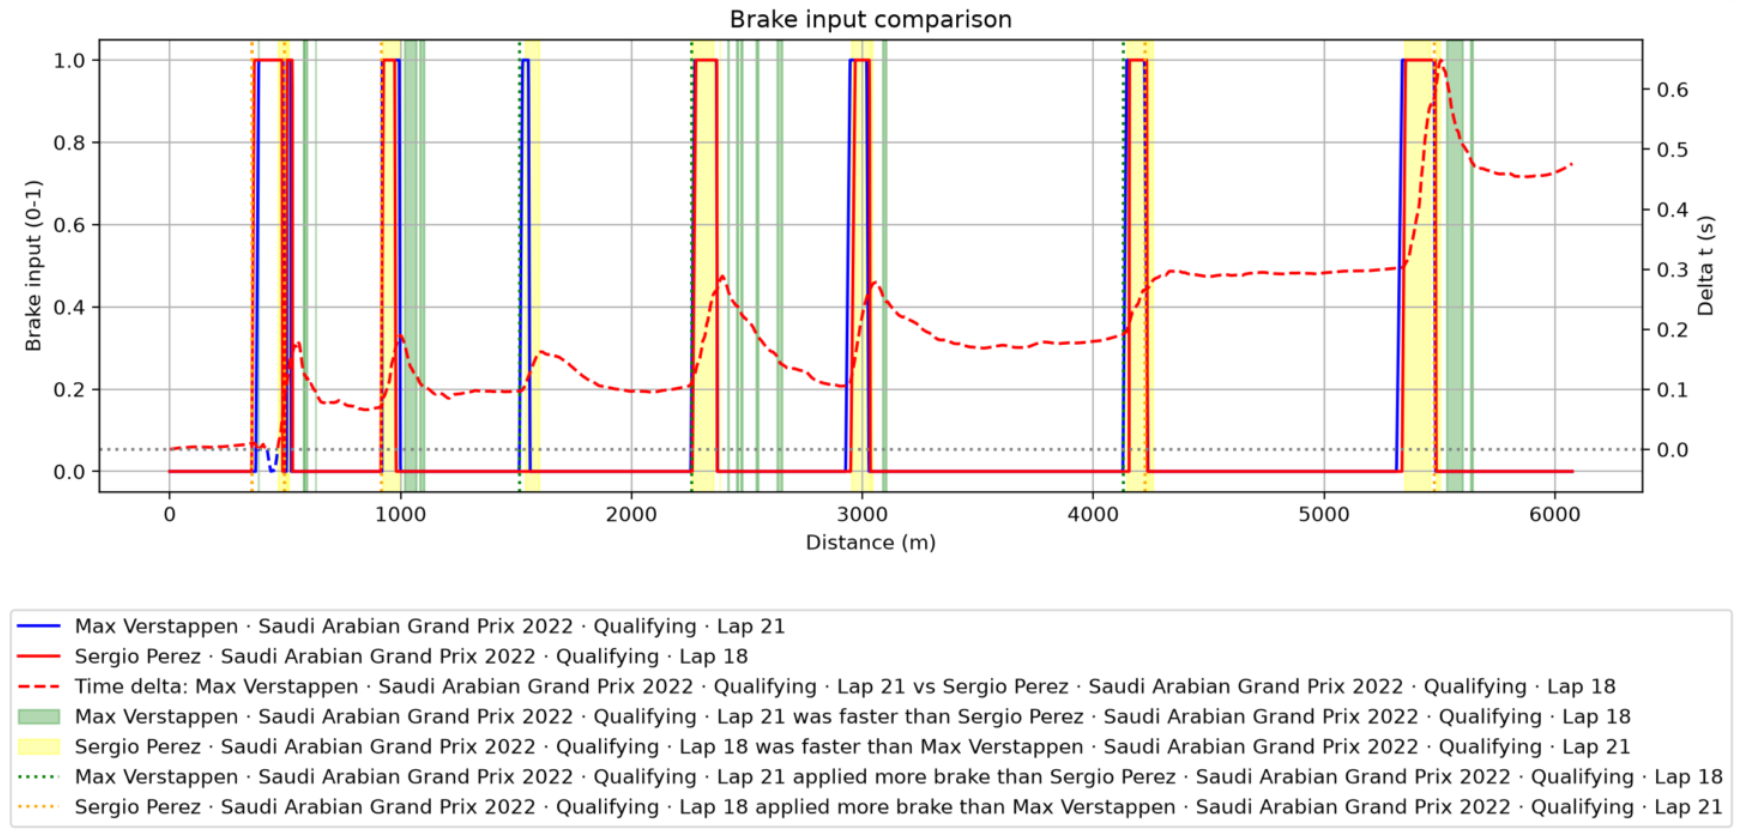 Brake input comparison
1.0
0.8
0.6
0.4
0.2
0.0
Brake input (0-1)
0.6
0.5
0.4
0.3
0.2
0.1
0.0
Delta t (s)
0 1000 2000 3000 4000 5000 6000
Distance (m)
Max Verstappen · Saudi Arabian Grand Prix 2022 · Qualifying · Lap 21
Sergio Perez · Saudi Arabian Grand Prix 2022 · Qualifying · Lap 18
Time delta: Max Verstappen · Saudi Arabian Grand Prix 2022 · Qualifying · Lap 21 vs Sergio Perez · Saudi Arabian Grand Prix 2022 · Qualifying · Lap 18
Max Verstappen · Saudi Arabian Grand Prix 2022 · Qualifying · Lap 21 was faster than Sergio Perez · Saudi Arabian Grand Prix 2022 · Qualifying · Lap 18
Sergio Perez · Saudi Arabian Grand Prix 2022 · Qualifying · Lap 18 was faster than Max Verstappen · Saudi Arabian Grand Prix 2022 · Qualifying · Lap 21
Max Verstappen · Saudi Arabian Grand Prix 2022 · Qualifying · Lap 21 applied more brake than Sergio Perez · Saudi Arabian Grand Prix 2022 · Qualifying · Lap 18
Sergio Perez · Saudi Arabian Grand Prix 2022 · Qualifying · Lap 18 applied more brake than Max Verstappen · Saudi Arabian Grand Prix 2022 · Qualifying · Lap 21